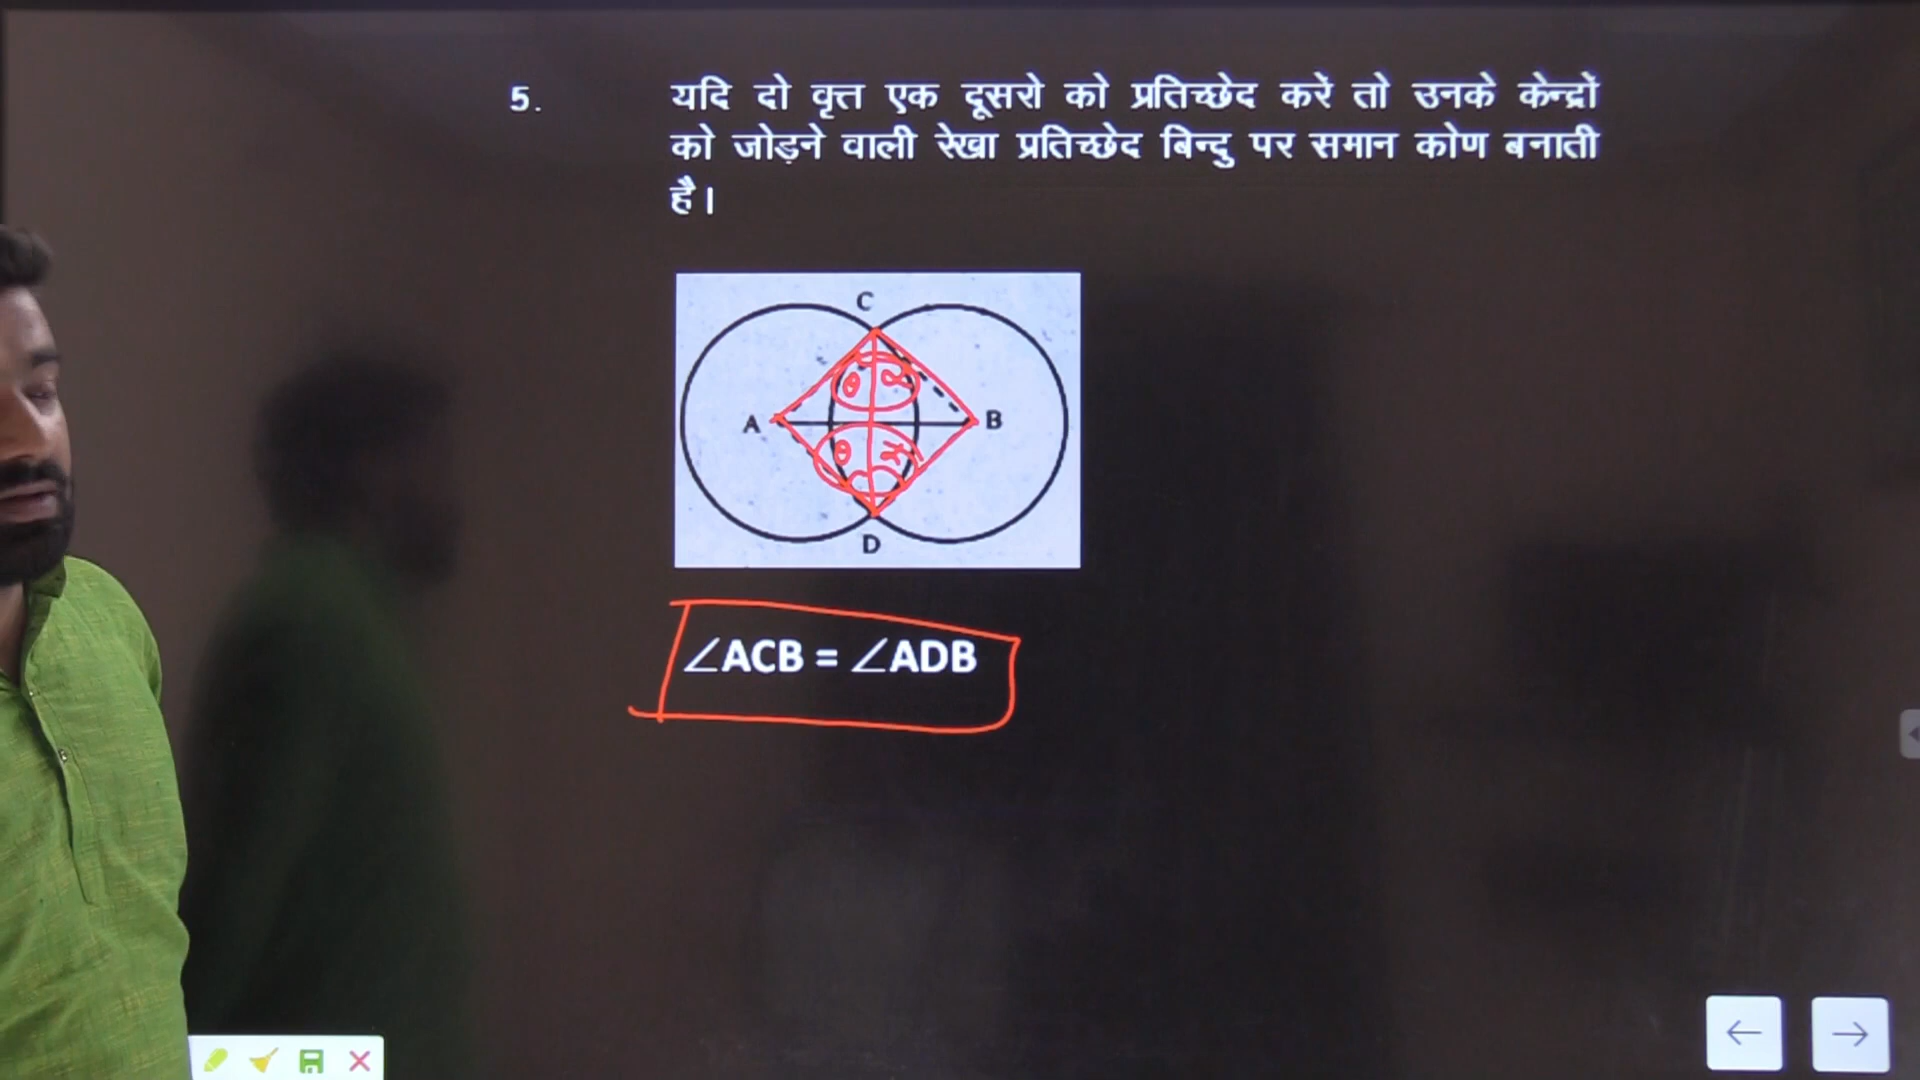 5. यदि दो वृत्त एक दूसरो को प्रतिच्छेद करें तो उनके केन्द्रों
को जोड़ने वाली रेखा प्रतिच्छेद बिन्दु पर समान कोण बनाती
है।
C
θ α
A B
θ α
D
∠ACB = ∠ADB